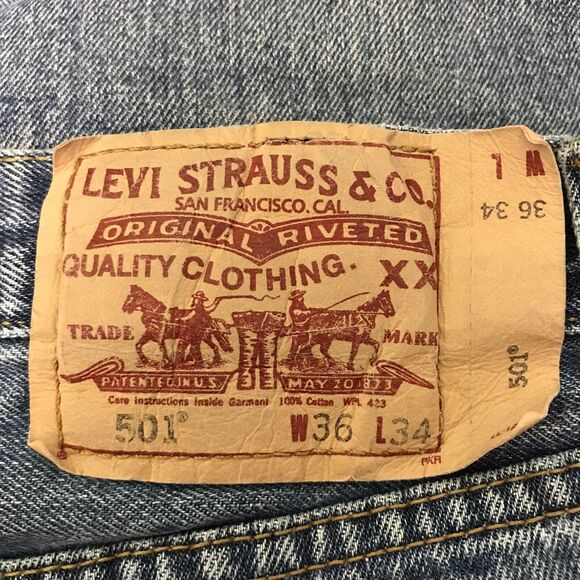 LEVI STRAUSS & CO.
SAN FRANCISCO, CAL.
ORIGINAL RIVETED
QUALITY CLOTHING. XX
TRADE MARK
PATENTED IN U.S. MAY 20 1873
Care Instructions Inside Garment 100% Cotton WPL 423
501® W36 L34
®
W L
36 34
501®